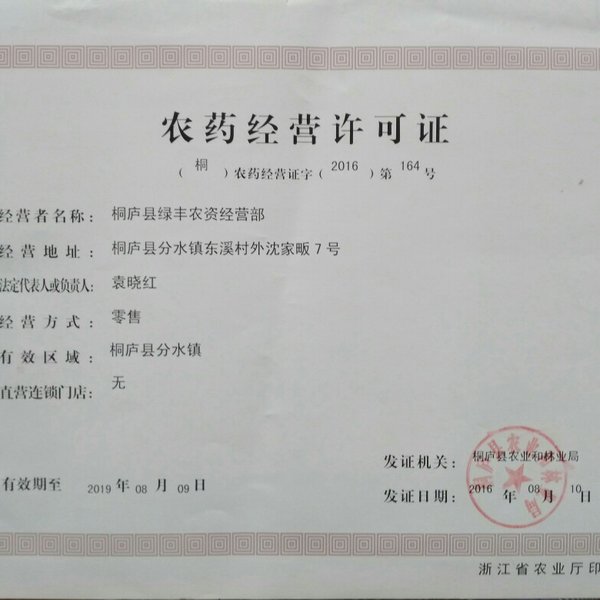 农药经营许可证
（ 桐 ）农药经营证字（ 2016 ）第 164 号
经营者名称： 桐庐县绿丰农资经营部
经营地址： 桐庐县分水镇东溪村外沈家畈7号
法定代表人或负责人： 袁晓红
经营方式： 零售
有效区域： 桐庐县分水镇
直营连锁门店： 无
发证机关： 桐庐县农业和林业局
有效期至 2019 年 08 月 09 日
发证日期： 2016 年 08 月 10 日
浙江省农业厅印